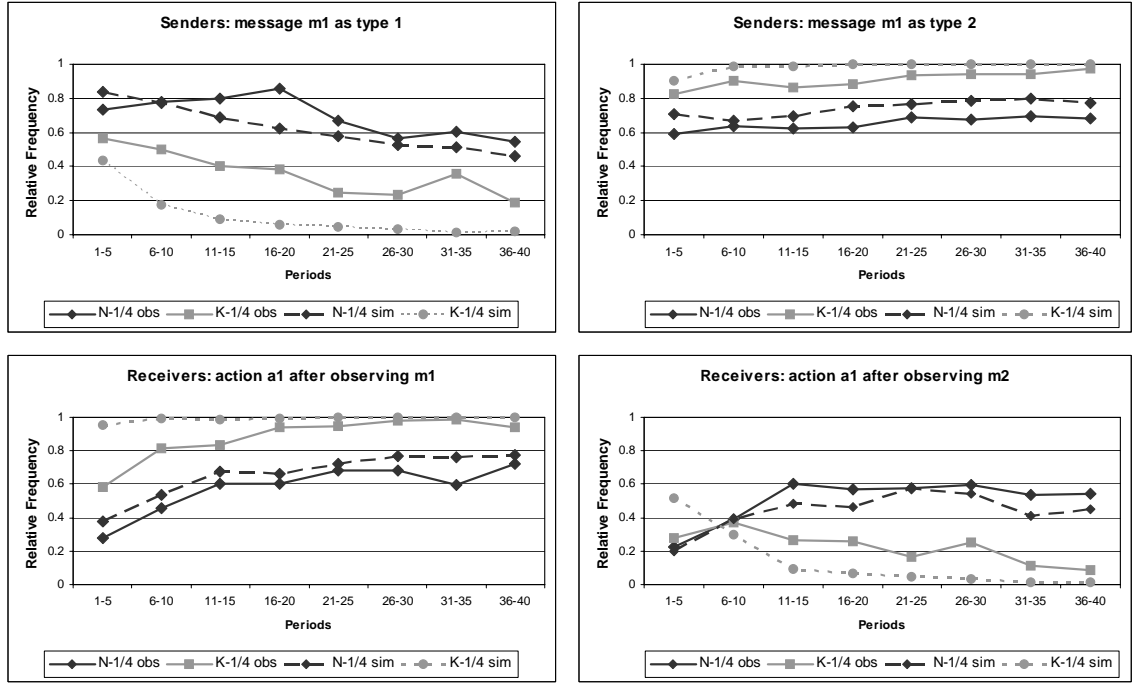 Senders: message m1 as type 1
Relative Frequency
1
0.8
0.6
0.4
0.2
0
1-5 6-10 11-15 16-20 21-25 26-30 31-35 36-40
Periods
N-1/4 obs K-1/4 obs N-1/4 sim K-1/4 sim
Senders: message m1 as type 2
Relative Frequency
1
0.8
0.6
0.4
0.2
0
1-5 6-10 11-15 16-20 21-25 26-30 31-35 36-40
Periods
N-1/4 obs K-1/4 obs N-1/4 sim K-1/4 sim
Receivers: action a1 after observing m1
Relative Frequency
1
0.8
0.6
0.4
0.2
0
1-5 6-10 11-15 16-20 21-25 26-30 31-35 36-40
Periods
N-1/4 obs K-1/4 obs N-1/4 sim K-1/4 sim
Receivers: action a1 after observing m2
Relative Frequency
1
0.8
0.6
0.4
0.2
0
1-5 6-10 11-15 16-20 21-25 26-30 31-35 36-40
Periods
N-1/4 obs K-1/4 obs N-1/4 sim K-1/4 sim